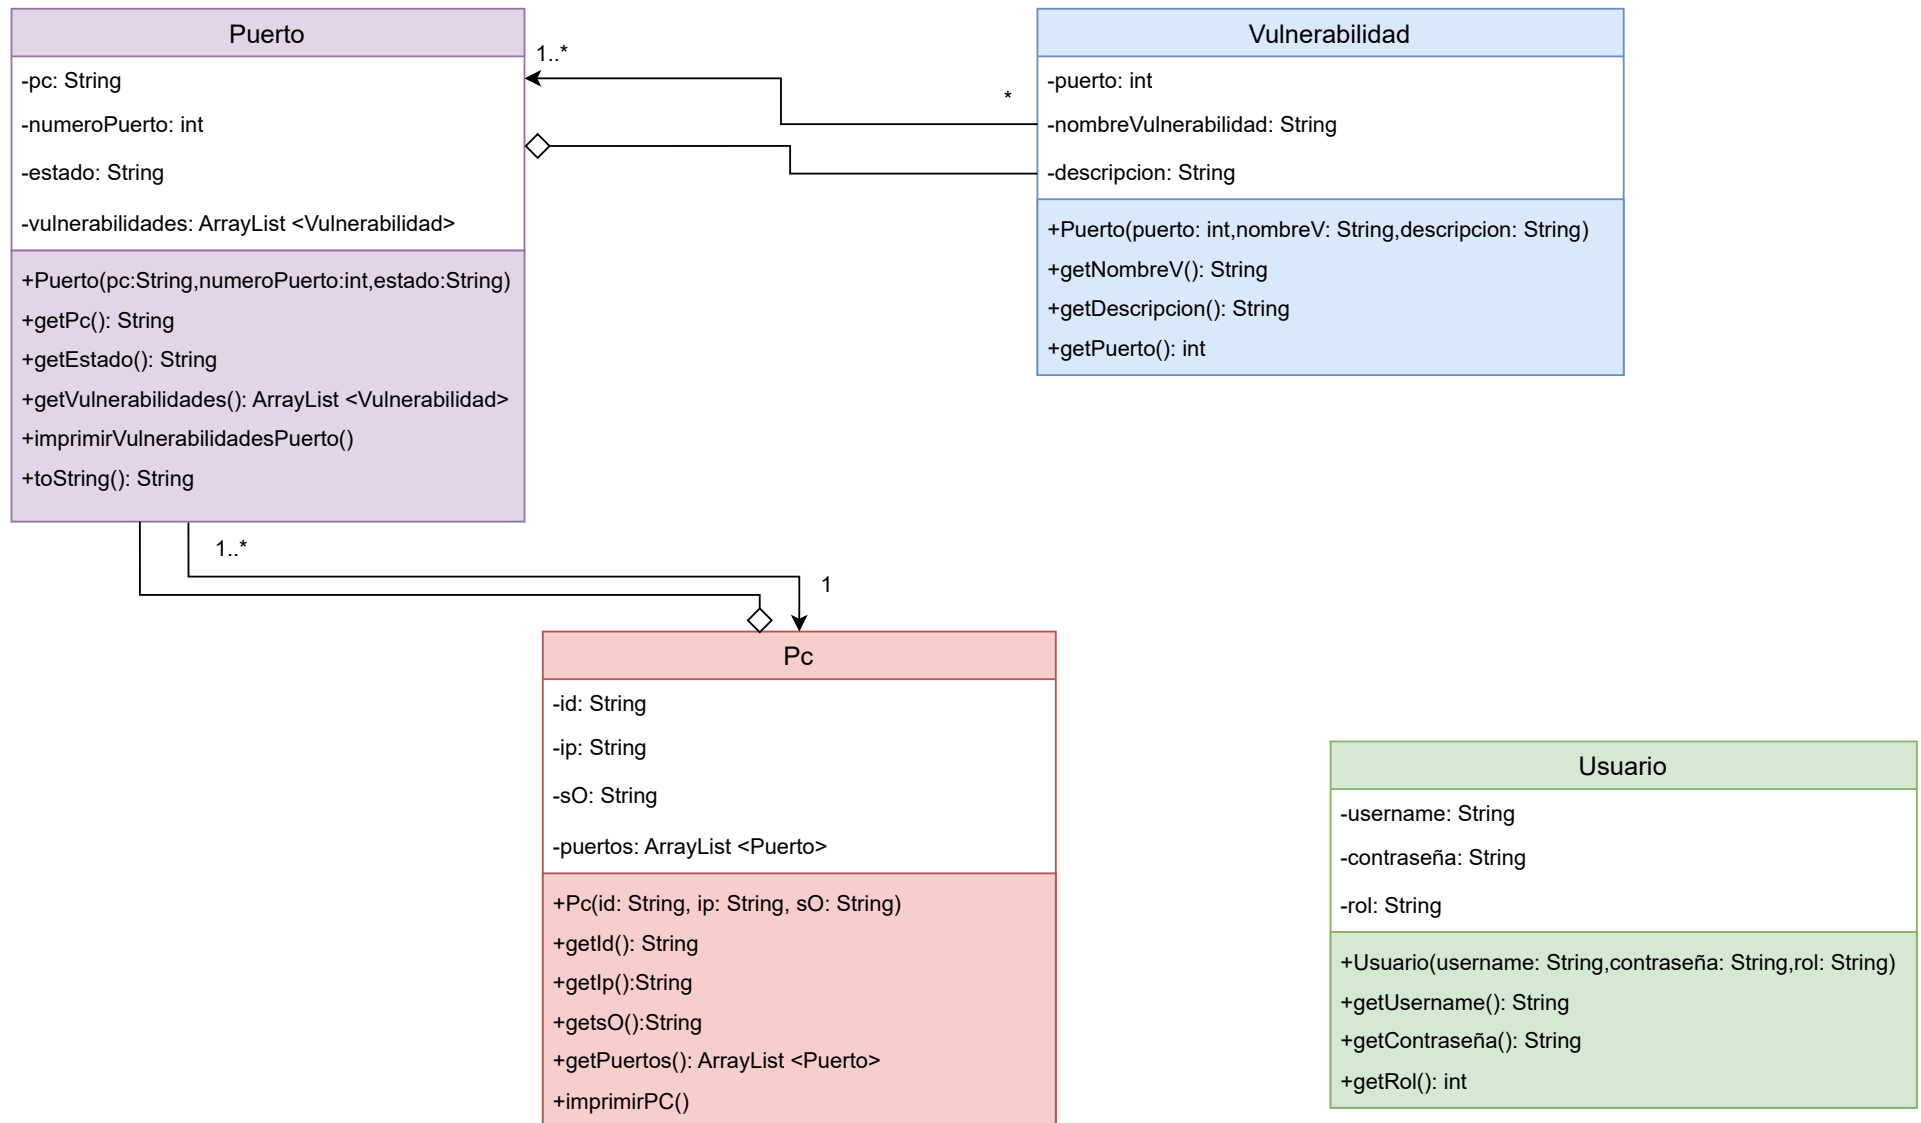 Puerto
-pc: String
-numeroPuerto: int
-estado: String
-vulnerabilidades: ArrayList <Vulnerabilidad>
+Puerto(pc:String,numeroPuerto:int,estado:String)
+getPc(): String
+getEstado(): String
+getVulnerabilidades(): ArrayList <Vulnerabilidad>
+imprimirVulnerabilidadesPuerto()
+toString(): String
1..*
*
Vulnerabilidad
-puerto: int
-nombreVulnerabilidad: String
-descripcion: String
+Puerto(puerto: int,nombreV: String,descripcion: String)
+getNombreV(): String
+getDescripcion(): String
+getPuerto(): int
1..*
1
Pc
-id: String
-ip: String
-sO: String
-puertos: ArrayList <Puerto>
+Pc(id: String, ip: String, sO: String)
+getId(): String
+getIp():String
+getsO():String
+getPuertos(): ArrayList <Puerto>
+imprimirPC()
Usuario
-username: String
-contraseña: String
-rol: String
+Usuario(username: String,contraseña: String,rol: String)
+getUsername(): String
+getContraseña(): String
+getRol(): int